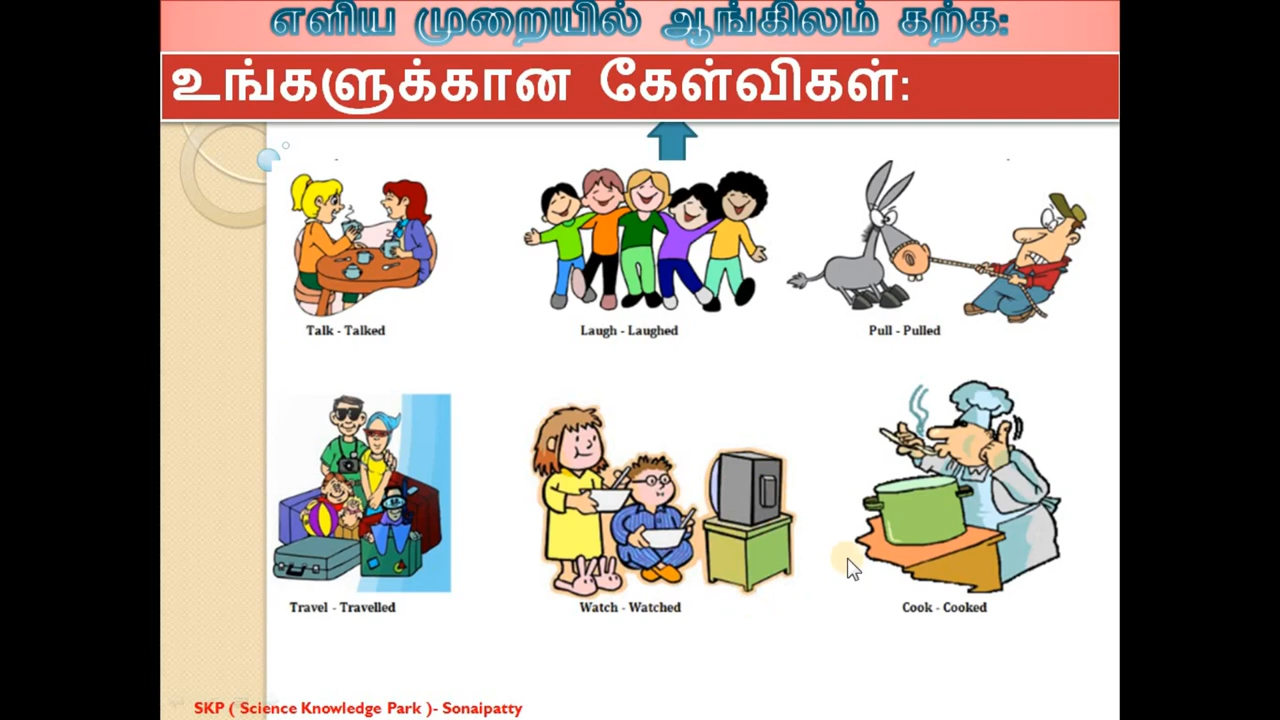 எளிய முறையில் ஆங்கிலம் கற்க:
உங்களுக்கான கேள்விகள்:
Talk - Talked
Laugh - Laughed
Pull - Pulled
Travel - Travelled
Watch - Watched
Cook - Cooked
SKP ( Science Knowledge Park )- Sonaipatty